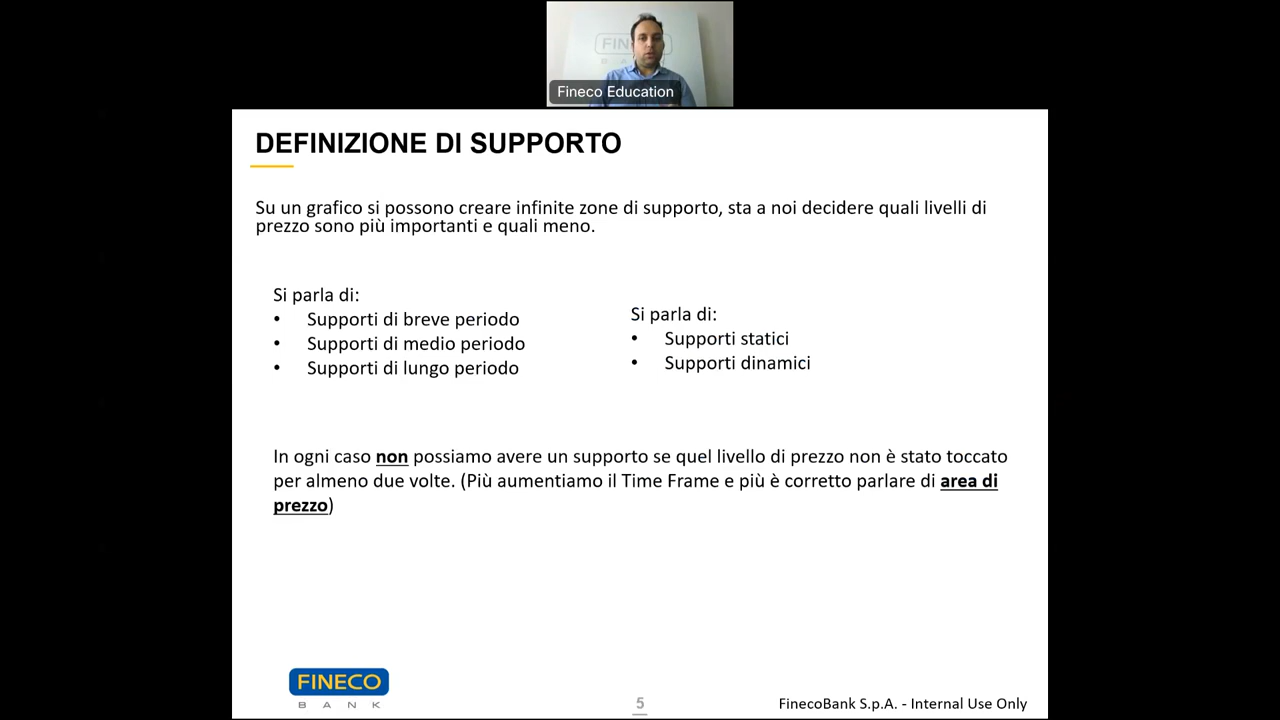 FIN
Fineco Education
DEFINIZIONE DI SUPPORTO
Su un grafico si possono creare infinite zone di supporto, sta a noi decidere quali livelli di
prezzo sono più importanti e quali meno.
Si parla di:
• Supporti di breve periodo
• Supporti di medio periodo
• Supporti di lungo periodo
Si parla di:
• Supporti statici
• Supporti dinamici
In ogni caso non possiamo avere un supporto se quel livello di prezzo non è stato toccato
per almeno due volte. (Più aumentiamo il Time Frame e più è corretto parlare di area di
prezzo)
FINECO
BANK
5
FinecoBank S.p.A. - Internal Use Only